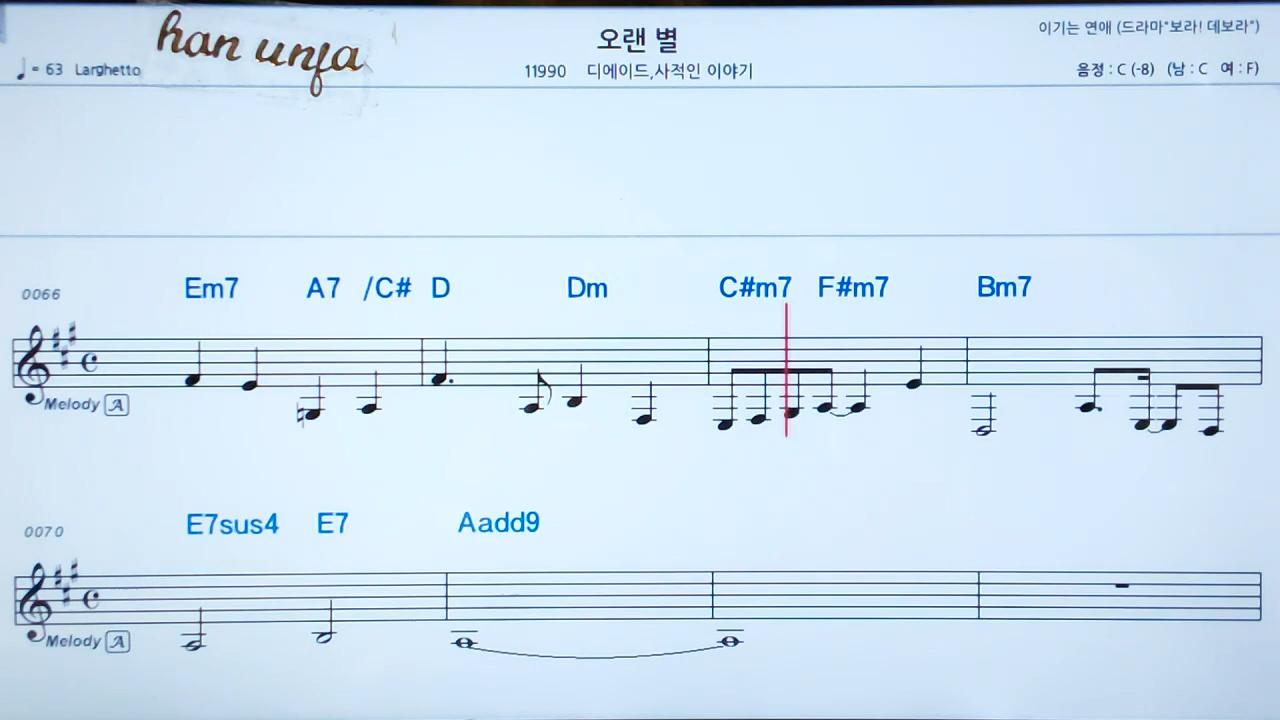 han unfa
오랜 별
이기는 연애 (드라마"보라! 데보라")
♩= 63 Larghetto
11990 디에이드,사적인 이야기
음정 : C (-8) (남 : C 여 : F)
0066 Em7 A7 /C# D Dm C#m7 F#m7 Bm7
Melody A
0070 E7sus4 E7 Aadd9
Melody A